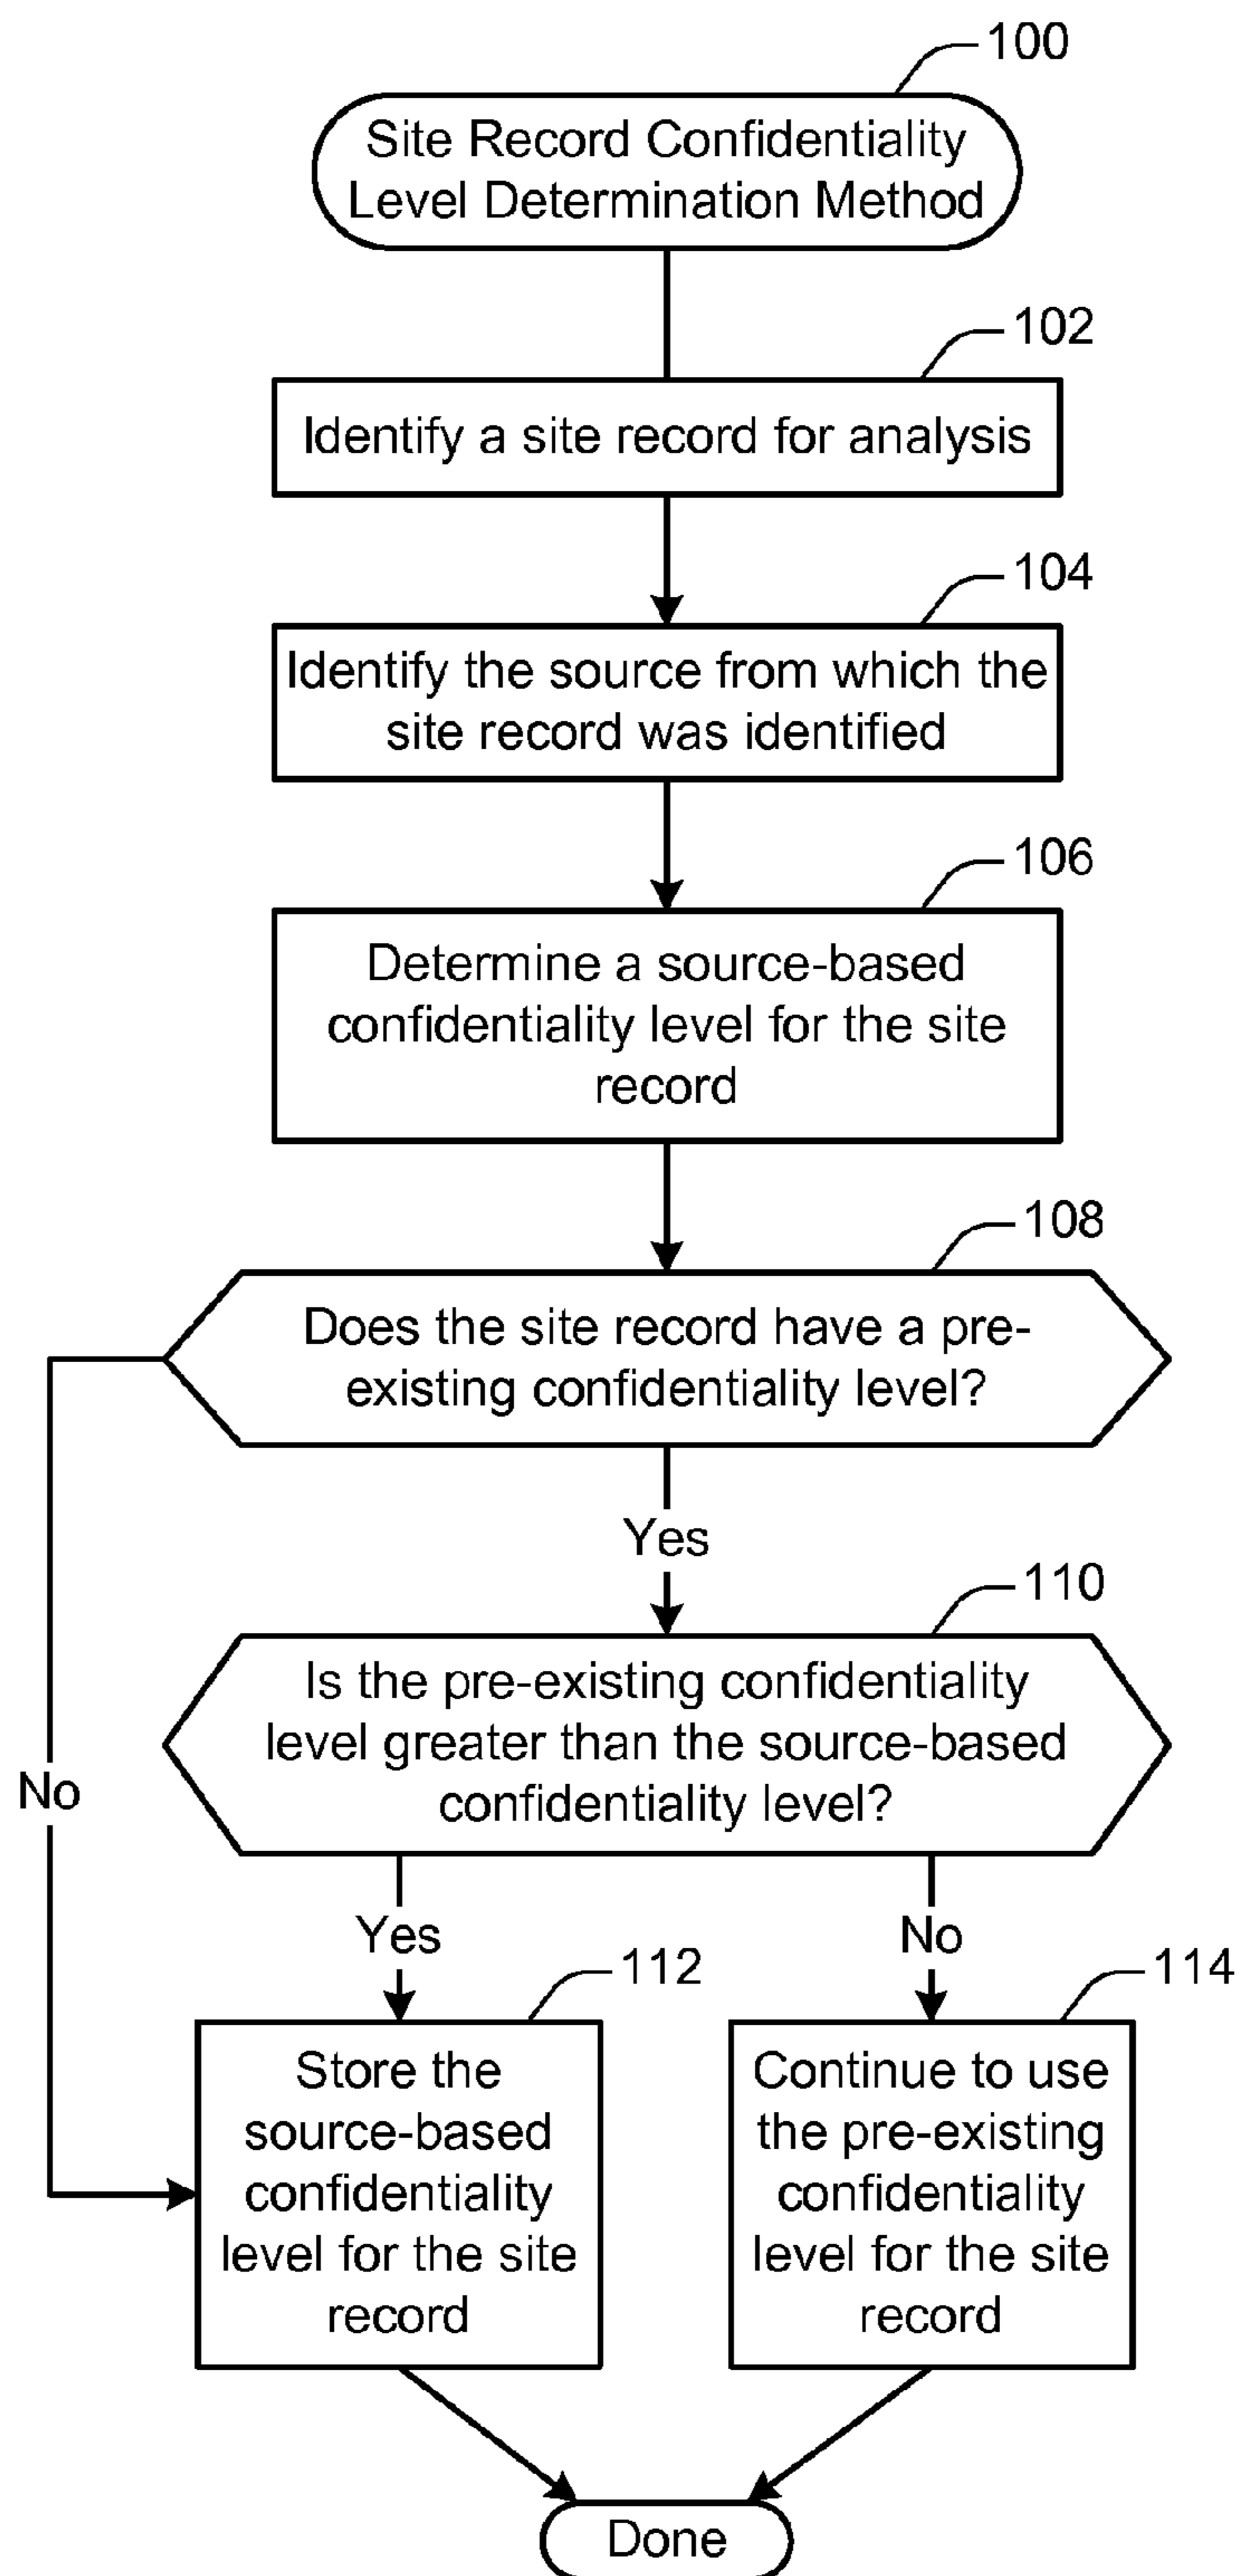 100
Site Record Confidentiality
Level Determination Method
102
Identify a site record for analysis
104
Identify the source from which the
site record was identified
106
Determine a source-based
confidentiality level for the site
record
108
Does the site record have a pre-
existing confidentiality level?
Yes
110
Is the pre-existing confidentiality
level greater than the source-based
confidentiality level?
No
Yes
No
112
114
Store the
source-based
confidentiality
level for the site
record
Continue to use
the pre-existing
confidentiality
level for the site
record
Done